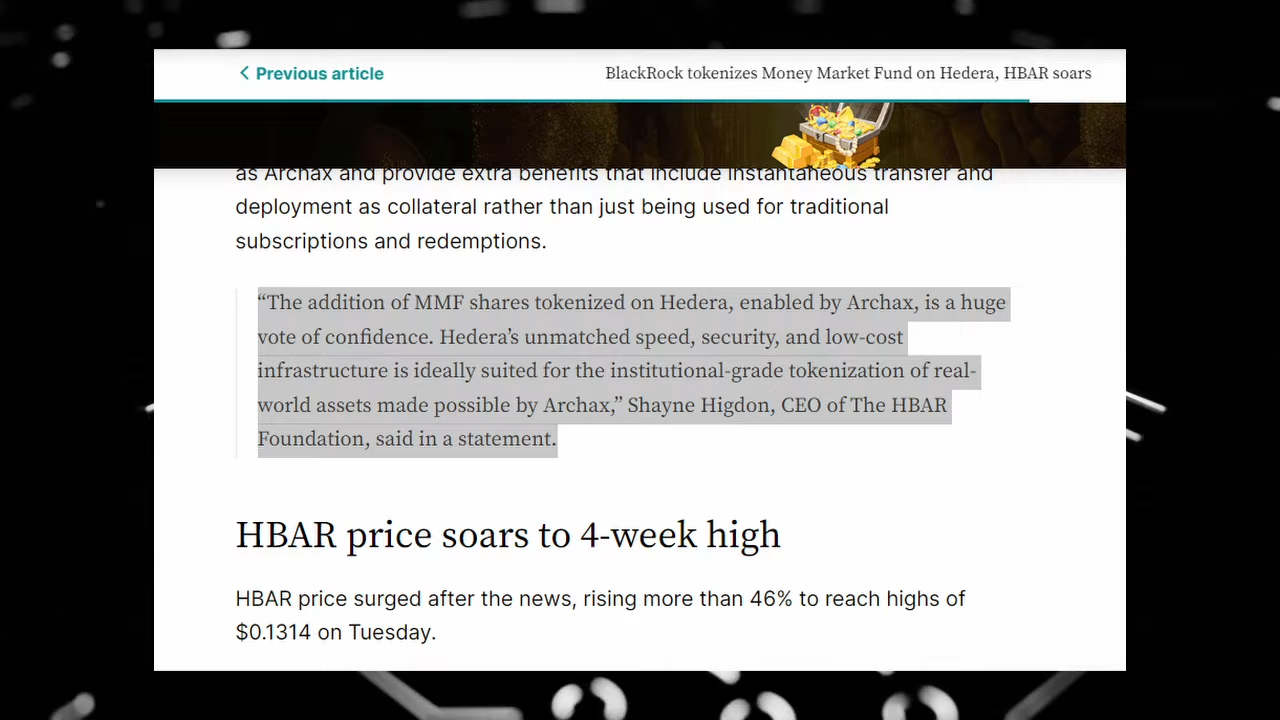 Previous article
BlackRock tokenizes Money Market Fund on Hedera, HBAR soars
as Archax and provide extra benefits that include instantaneous transfer and
deployment as collateral rather than just being used for traditional
subscriptions and redemptions.
“The addition of MMF shares tokenized on Hedera, enabled by Archax, is a huge
vote of confidence. Hedera’s unmatched speed, security, and low-cost
infrastructure is ideally suited for the institutional-grade tokenization of real-
world assets made possible by Archax,” Shayne Higdon, CEO of The HBAR
Foundation, said in a statement.
HBAR price soars to 4-week high
HBAR price surged after the news, rising more than 46% to reach highs of
$0.1314 on Tuesday.